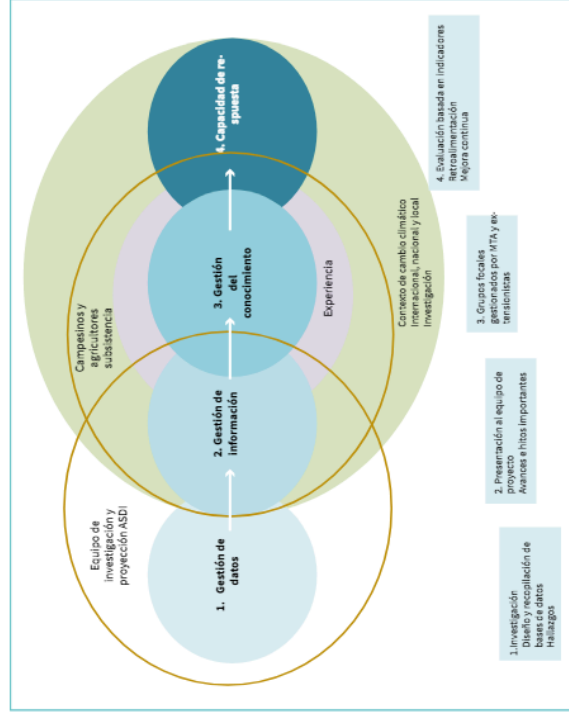 Equipo de
investigación y
proyección ASDI
Campesinos y
agricultores
subsistencia
1. Gestión de
datos
2. Gestión de
información
3. Gestión
del
conocimiento
4. Capacidad de re-
spuesta
Experiencia
Contexto de cambio climático
Internacional, nacional y local
Investigación
1.Investigación
Diseño y recopilación de
bases de datos
Hallazgos
2. Presentación al equipo de
proyecto
Avances e hitos importantes
3. Grupos focales
gestionados por MTA y ex-
tensionistas
4. Evaluación basada en indicadores
Retroalimentación
Mejora continua